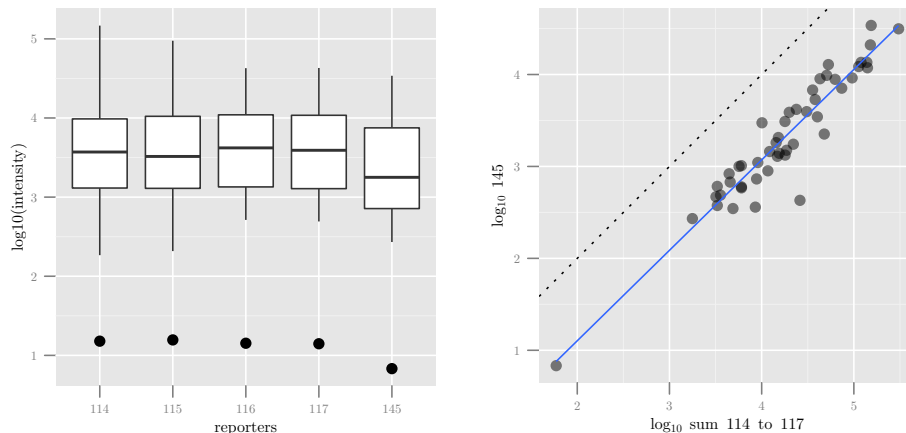 log10(intensity)
5
4
3
2
1
114 115 116 117 145
reporters
log₁₀ 145
4
3
2
1
2 3 4 5
log₁₀ sum 114 to 117